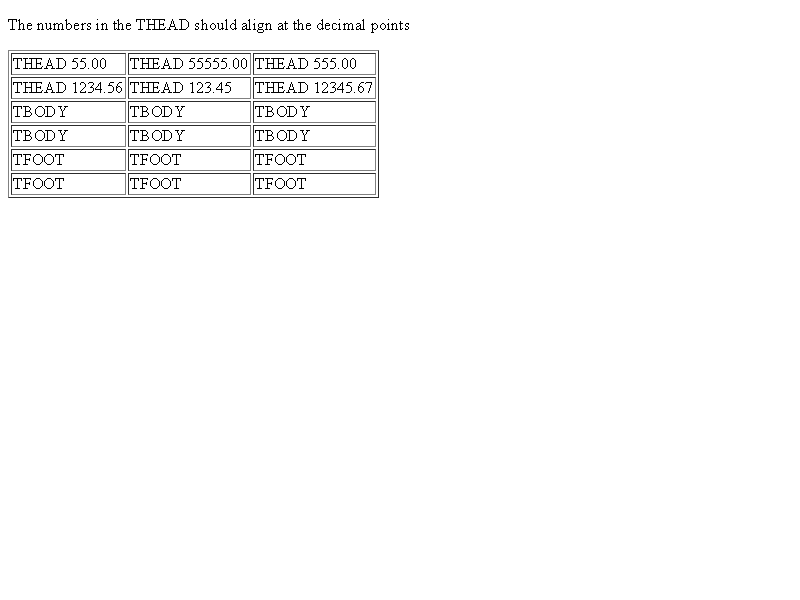 The numbers in the THEAD should align at the decimal points
THEAD 55.00 THEAD 55555.00 THEAD 555.00
THEAD 1234.56 THEAD 123.45 THEAD 12345.67
TBODY TBODY TBODY
TBODY TBODY TBODY
TFOOT TFOOT TFOOT
TFOOT TFOOT TFOOT